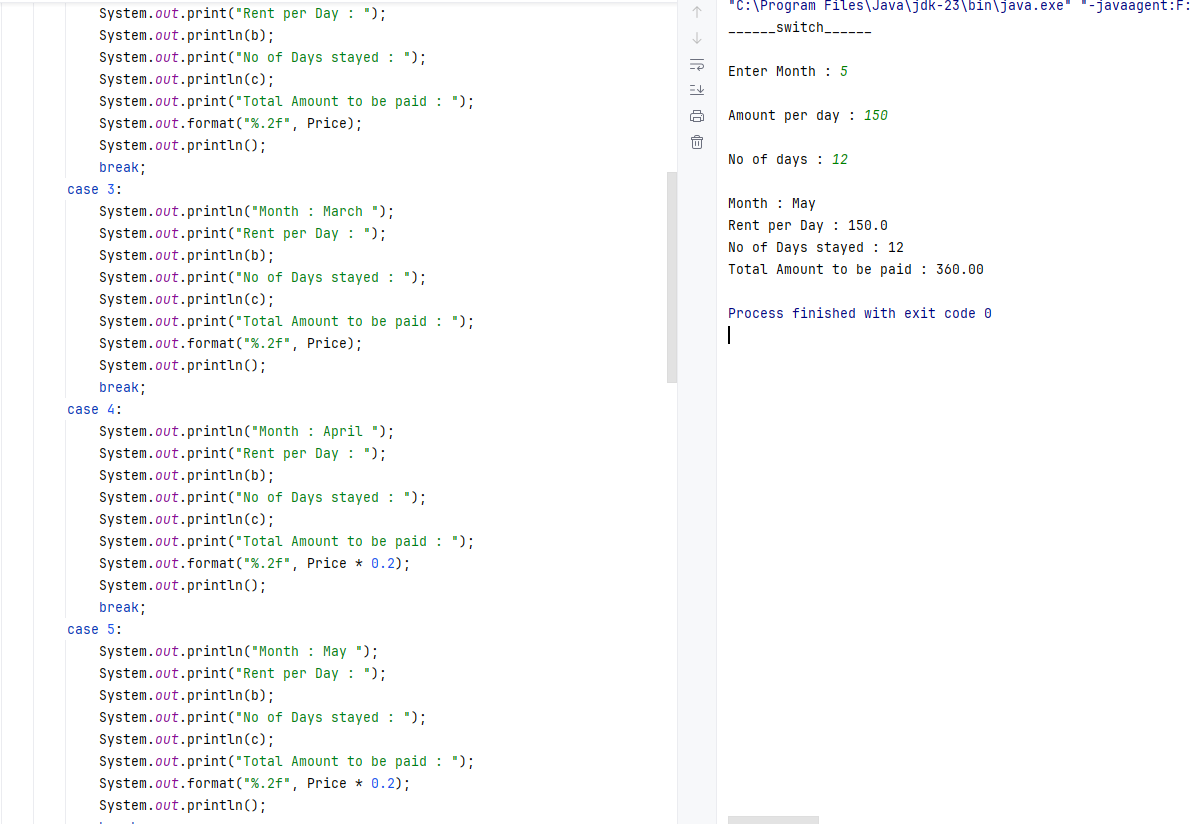 System.out.print("Rent per Day : ");
System.out.println(b);
System.out.print("No of Days stayed : ");
System.out.println(c);
System.out.print("Total Amount to be paid : ");
System.out.format("%.2f", Price);
System.out.println();
break;
case 3:
System.out.println("Month : March ");
System.out.print("Rent per Day : ");
System.out.println(b);
System.out.print("No of Days stayed : ");
System.out.println(c);
System.out.print("Total Amount to be paid : ");
System.out.format("%.2f", Price);
System.out.println();
break;
case 4:
System.out.println("Month : April ");
System.out.print("Rent per Day : ");
System.out.println(b);
System.out.print("No of Days stayed : ");
System.out.println(c);
System.out.print("Total Amount to be paid : ");
System.out.format("%.2f", Price * 0.2);
System.out.println();
break;
case 5:
System.out.println("Month : May ");
System.out.print("Rent per Day : ");
System.out.println(b);
System.out.print("No of Days stayed : ");
System.out.println(c);
System.out.print("Total Amount to be paid : ");
System.out.format("%.2f", Price * 0.2);
System.out.println();
"C:\Program Files\Java\jdk-23\bin\java.exe" "-javaagent:F:
______switch______
Enter Month : 5
Amount per day : 150
No of days : 12
Month : May
Rent per Day : 150.0
No of Days stayed : 12
Total Amount to be paid : 360.00
Process finished with exit code 0